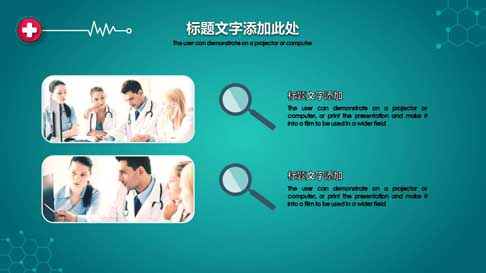 标题文字添加此处
The user can demonstrate on a projector or computer
标题文字添加
The user can demonstrate on a projector or
computer, or print the presentation and make it
into a film to be used in a wider field
标题文字添加
The user can demonstrate on a projector or
computer, or print the presentation and make it
into a film to be used in a wider field